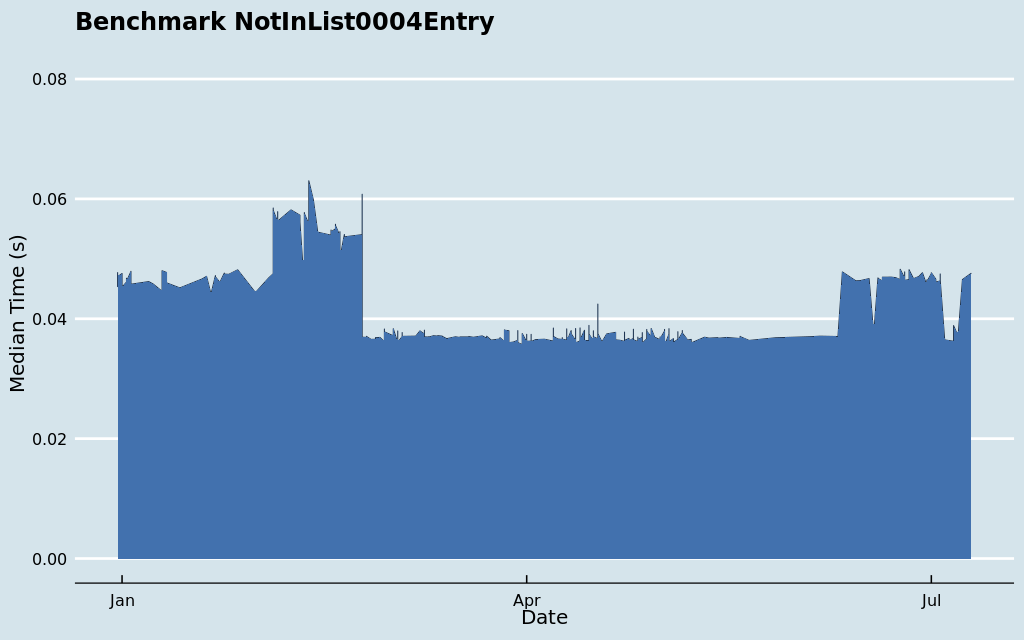 Benchmark NotInList0004Entry
0.08
0.06
0.04
0.02
0.00
Median Time (s)
Jan
Apr
Jul
Date